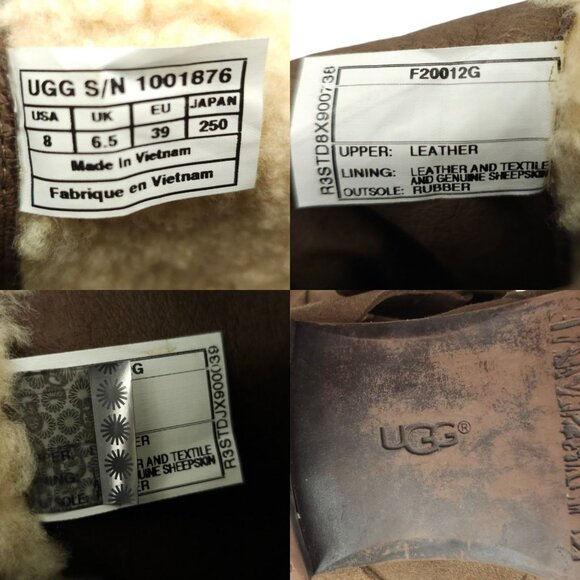 UGG S/N 1001876
USA UK EU JAPAN
8 6.5 39 250
Made in Vietnam
Fabrique en Vietnam
R3STD8X900738
F20012G
UPPER: LEATHER
LINING: LEATHER AND TEXTILE
AND GENUINE SHEEPSKIN
OUTSOLE: RUBBER
G
ER
R AND TEXTILE
UINE SHEEPSKIN
ER
R3STDJX900039
UGG®